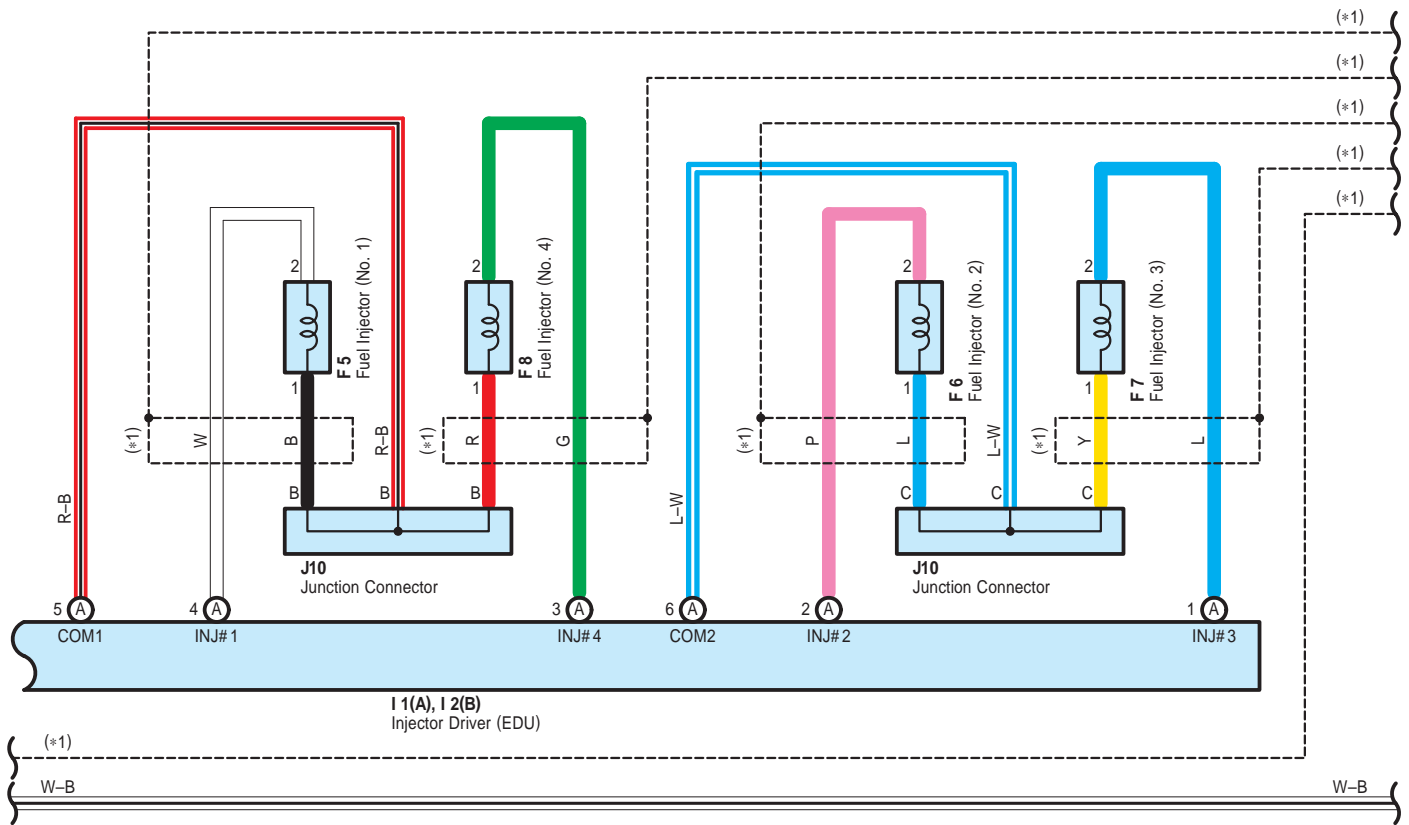 (*1)
(*1)
(*1)
(*1)
(*1)
2
F 5
Fuel Injector (No. 1)
1
2
F 8
Fuel Injector (No. 4)
1
2
F 6
Fuel Injector (No. 2)
1
2
F 7
Fuel Injector (No. 3)
1
(*1)
W
B
R–B
(*1)
R
G
(*1)
P
L
L–W
(*1)
Y
L
R–B
B
B
B
L–W
C
C
C
J10
Junction Connector
J10
Junction Connector
5 A
4 A
3 A
6 A
2 A
1 A
COM1
INJ# 1
INJ# 4
COM2
INJ# 2
INJ# 3
I 1(A), I 2(B)
Injector Driver (EDU)
(*1)
W–B
W–B